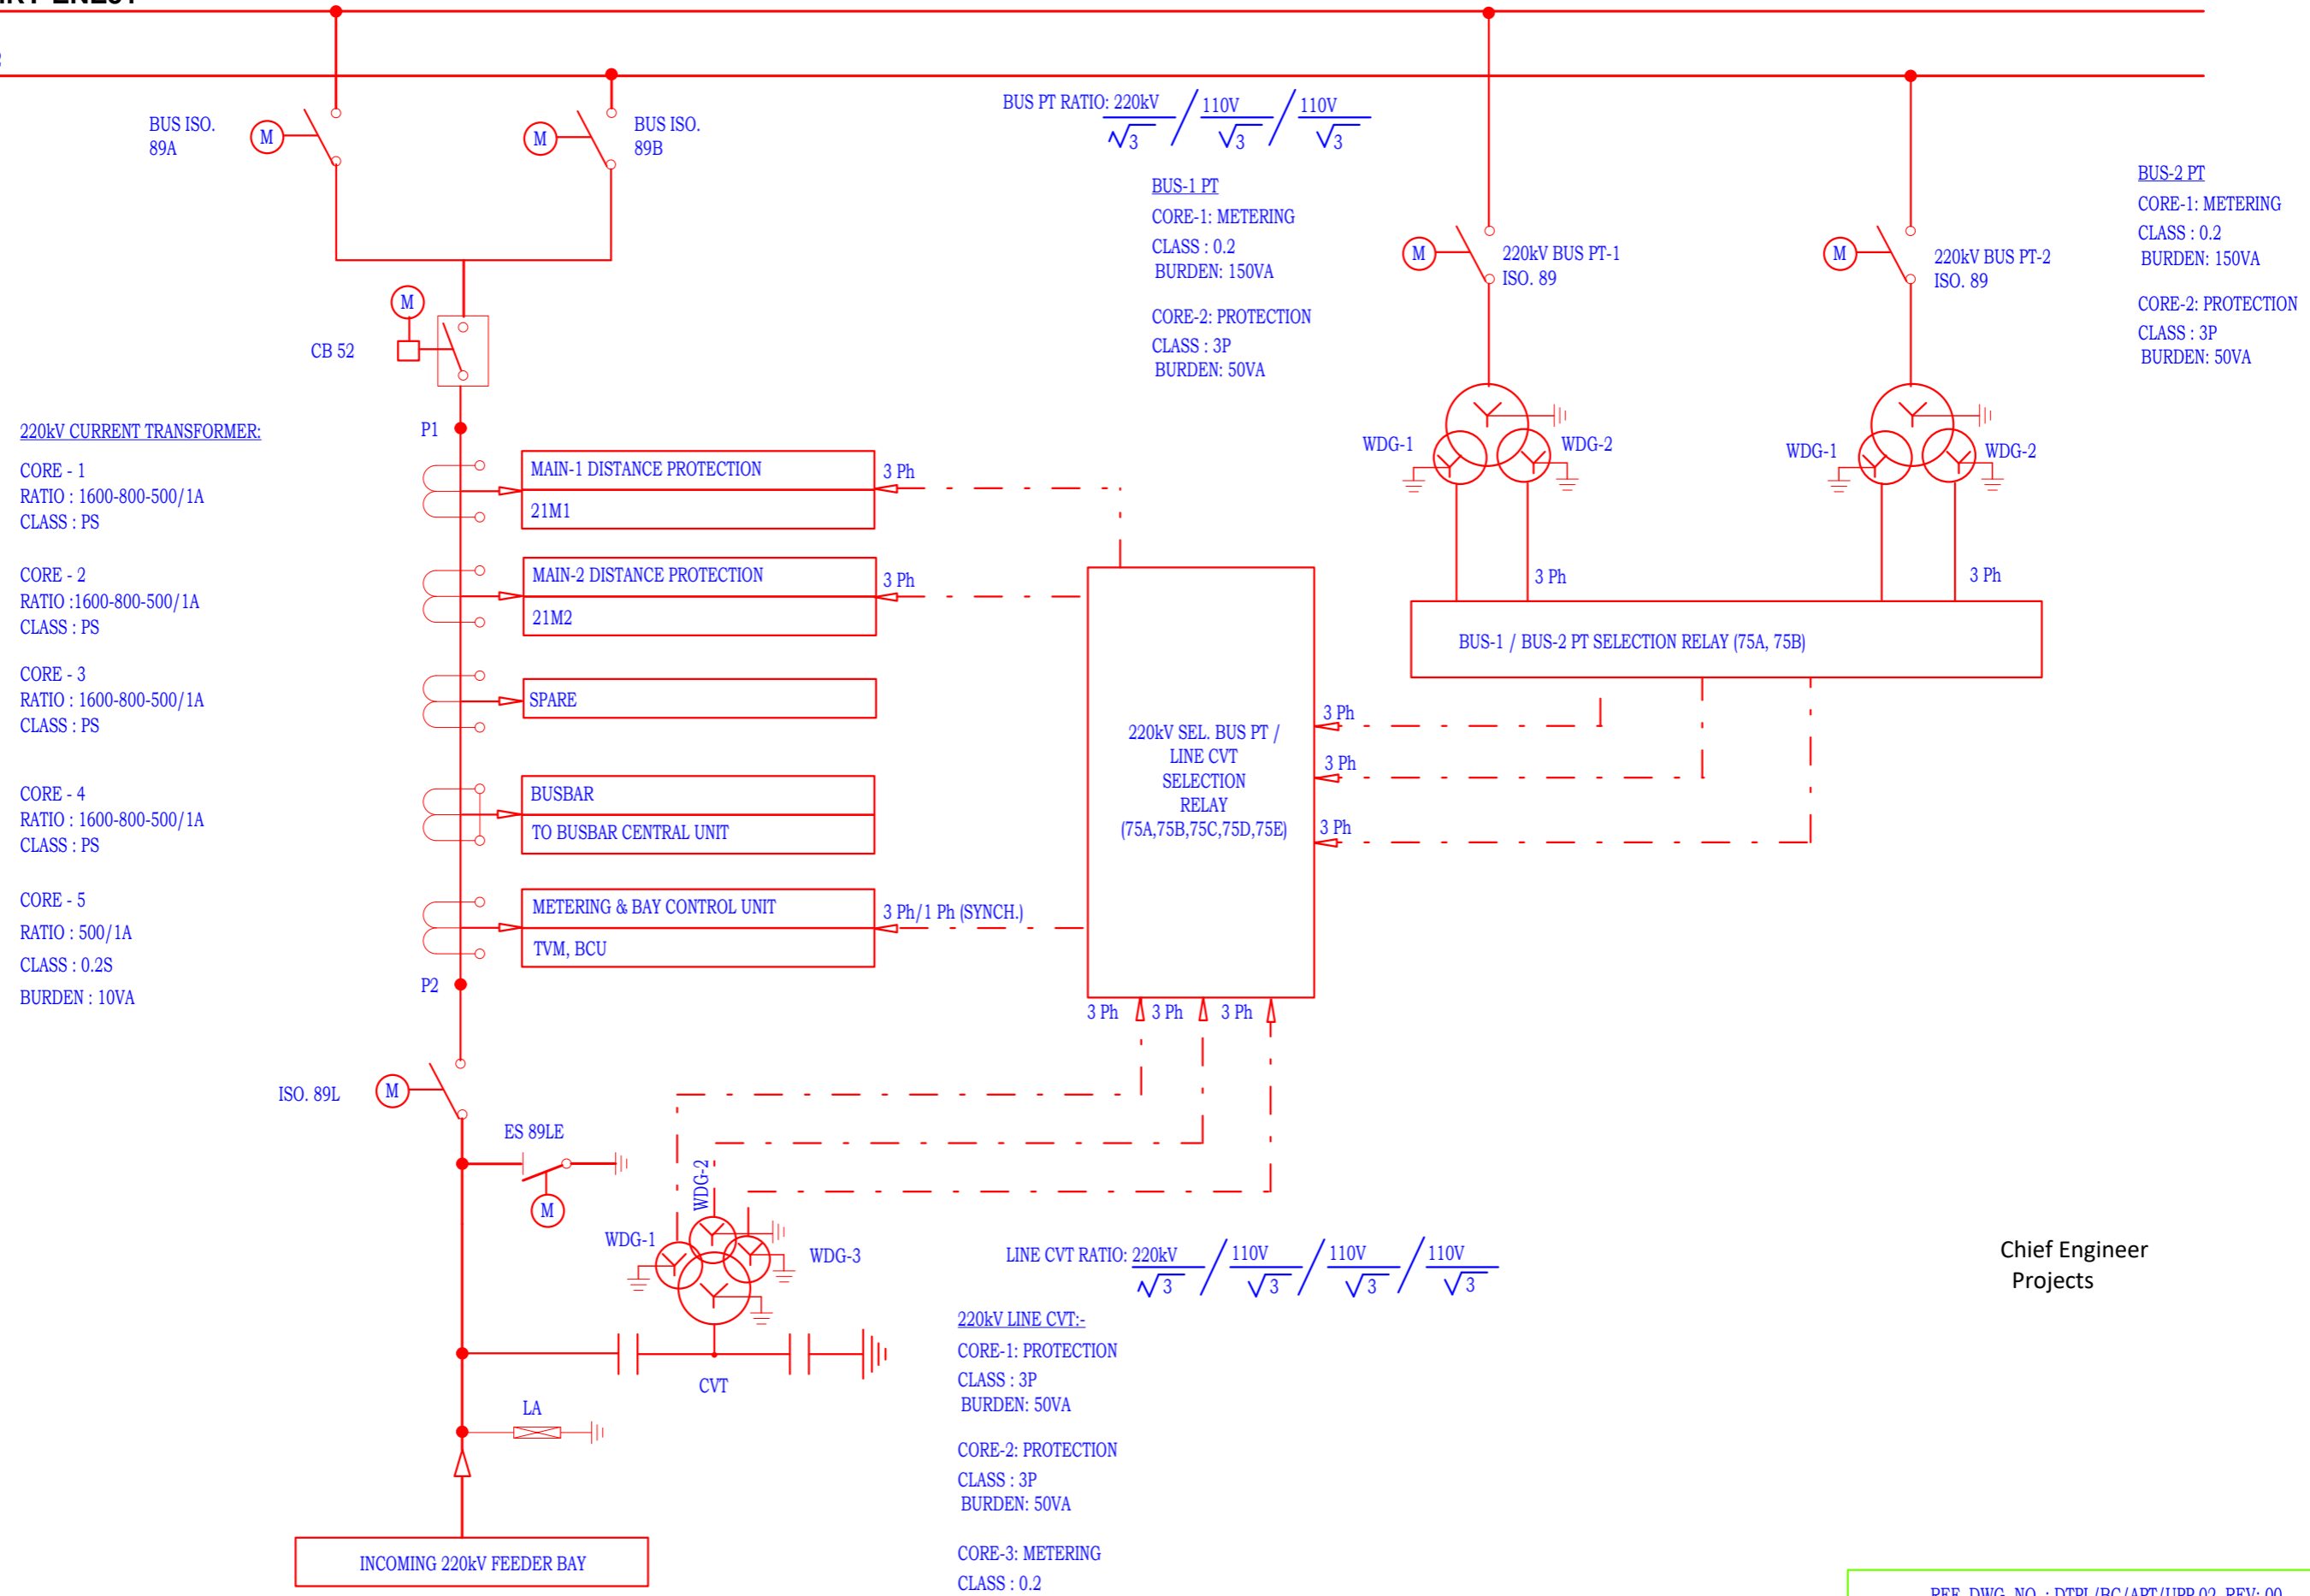 BUS ISO.
89A
M
M
BUS ISO.
89B
BUS PT RATIO: 220kV / 110V / 110V
√3 √3 √3
BUS-1 PT
CORE-1: METERING
CLASS : 0.2
BURDEN: 150VA
CORE-2: PROTECTION
CLASS : 3P
BURDEN: 50VA
M
220kV BUS PT-1
ISO. 89
M
220kV BUS PT-2
ISO. 89
BUS-2 PT
CORE-1: METERING
CLASS : 0.2
BURDEN: 150VA
CORE-2: PROTECTION
CLASS : 3P
BURDEN: 50VA
M
CB 52
WDG-1
WDG-2
WDG-1
WDG-2
3 Ph
3 Ph
BUS-1 / BUS-2 PT SELECTION RELAY (75A, 75B)
220kV CURRENT TRANSFORMER:
CORE - 1
RATIO : 1600-800-500/1A
CLASS : PS
CORE - 2
RATIO :1600-800-500/1A
CLASS : PS
CORE - 3
RATIO : 1600-800-500/1A
CLASS : PS
CORE - 4
RATIO : 1600-800-500/1A
CLASS : PS
CORE - 5
RATIO : 500/1A
CLASS : 0.2S
BURDEN : 10VA
P1
MAIN-1 DISTANCE PROTECTION
21M1
3 Ph
MAIN-2 DISTANCE PROTECTION
21M2
3 Ph
SPARE
BUSBAR
TO BUSBAR CENTRAL UNIT
METERING & BAY CONTROL UNIT
TVM, BCU
3 Ph/1 Ph (SYNCH.)
P2
220kV SEL. BUS PT /
LINE CVT
SELECTION
RELAY
(75A,75B,75C,75D,75E)
3 Ph
3 Ph
3 Ph
3 Ph
3 Ph
3 Ph
ISO. 89L
M
ES 89LE
M
WDG-1
WDG-2
WDG-3
CVT
LA
INCOMING 220kV FEEDER BAY
LINE CVT RATIO: 220kV / 110V / 110V / 110V
√3 √3 √3 √3
220kV LINE CVT:-
CORE-1: PROTECTION
CLASS : 3P
BURDEN: 50VA
CORE-2: PROTECTION
CLASS : 3P
BURDEN: 50VA
CORE-3: METERING
CLASS : 0.2
Chief Engineer
Projects